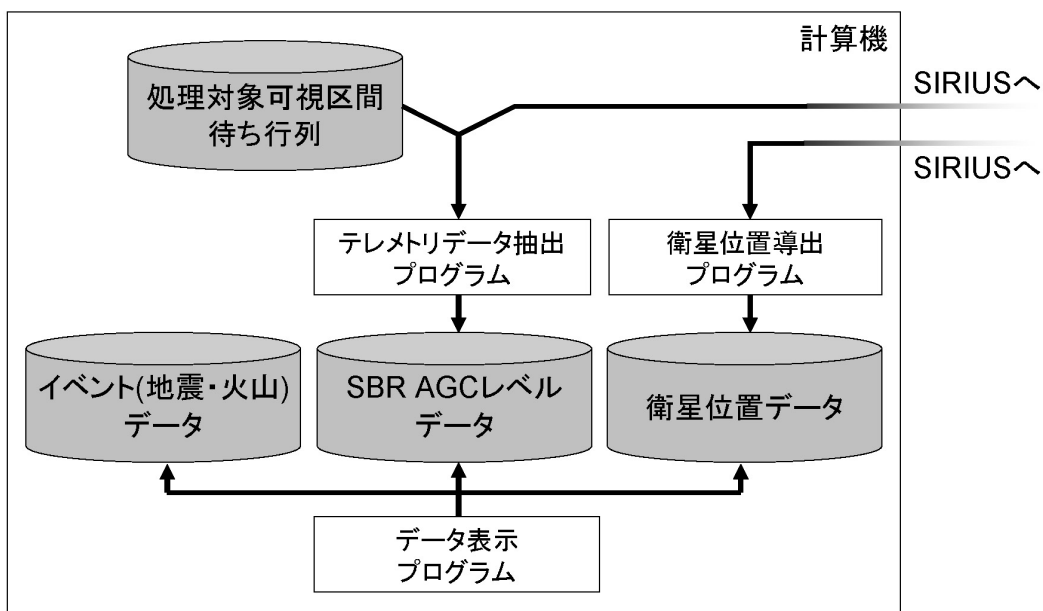 計算機
処理対象可視区間
待ち行列
SIRIUSへ
SIRIUSへ
テレメトリデータ抽出
プログラム
衛星位置導出
プログラム
イベント(地震・火山)
データ
SBR AGCレベル
データ
衛星位置データ
データ表示
プログラム